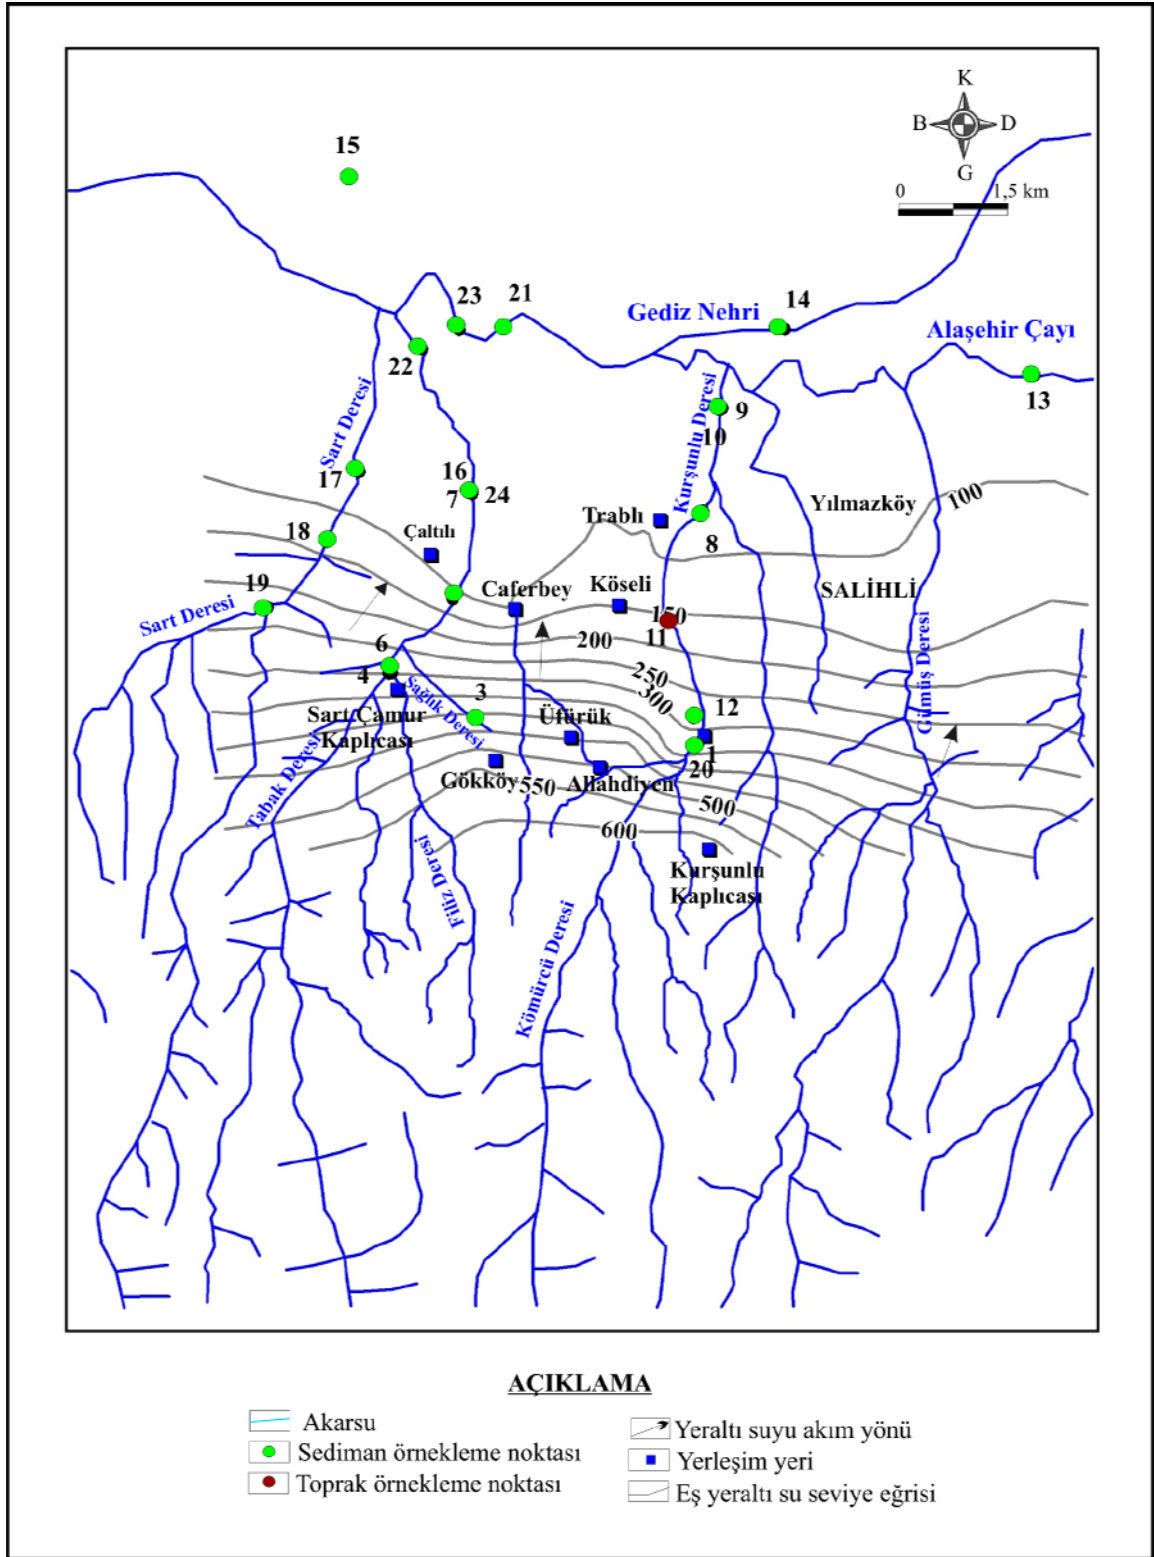 K
B D
G
0 1,5 km
15
23 21
Gediz Nehri
14
Alaşehir Çayı
22
13
Sart Deresi
Kurşunlu Deresi
9
10
17
16
7 24
Yılmazköy
100
Trablı
8
18
Çaltılı
19
Caferbey
Köseli
SALİHLİ
Sart Deresi
150
11
200
6
4
250
300
Sağlık Deresi
3
12
Gümüş Deresi
Sart Çamur
Kaplıcası
Üfürük
1
20
Tabak Deresi
Gökköy
550
Allahdiyen
500
600
Filiz Deresi
Kurşunlu
Kaplıcası
Kömürcü Deresi
AÇIKLAMA
Akarsu
Sediman örnekleme noktası
Toprak örnekleme noktası
Yeraltı suyu akım yönü
Yerleşim yeri
Eş yeraltı su seviye eğrisi